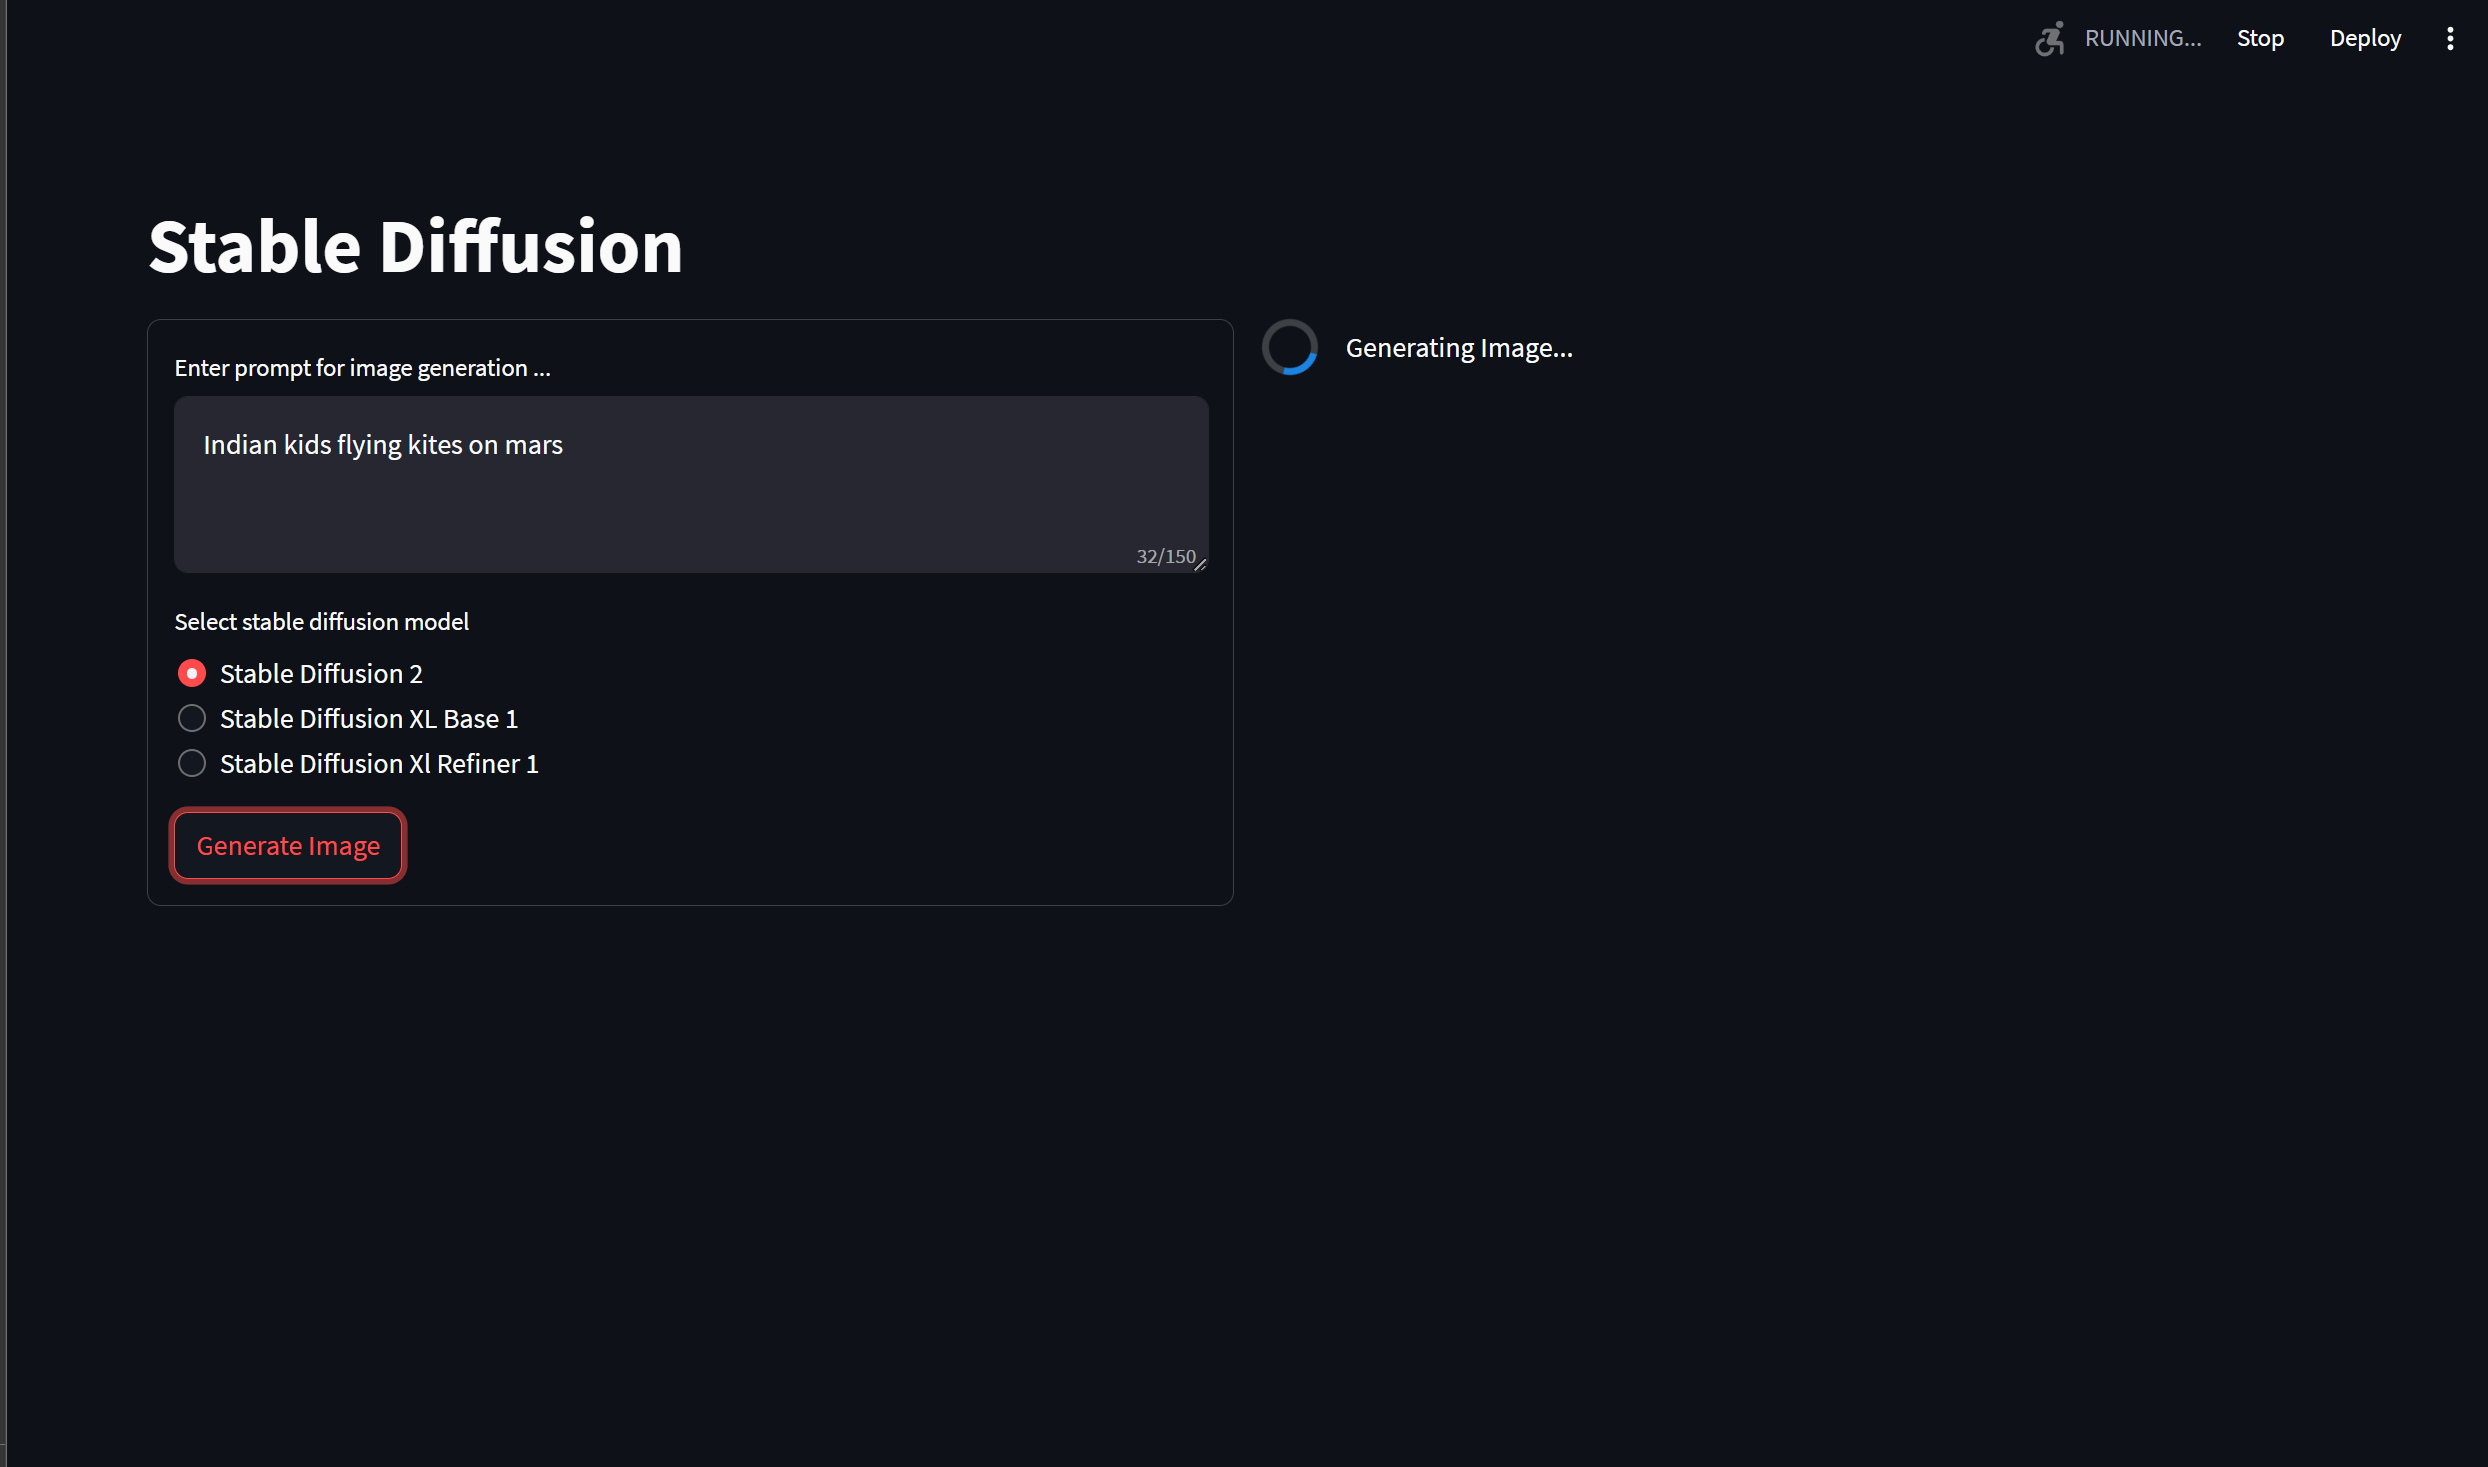 RUNNING...
Stop
Deploy
Stable Diffusion
Enter prompt for image generation ...
Indian kids flying kites on mars
32/150
Select stable diffusion model
Stable Diffusion 2
Stable Diffusion XL Base 1
Stable Diffusion Xl Refiner 1
Generate Image
Generating Image...